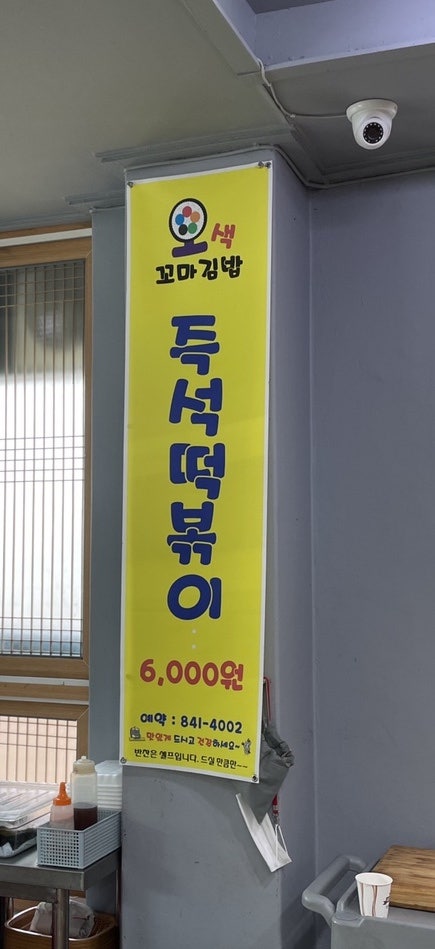 오색
꼬마김밥
즉석떡볶이
6,000원
예약 : 841-4002
맛있게 드시고 건강하세요~
반찬은 셀프입니다. 드실 만큼만~~